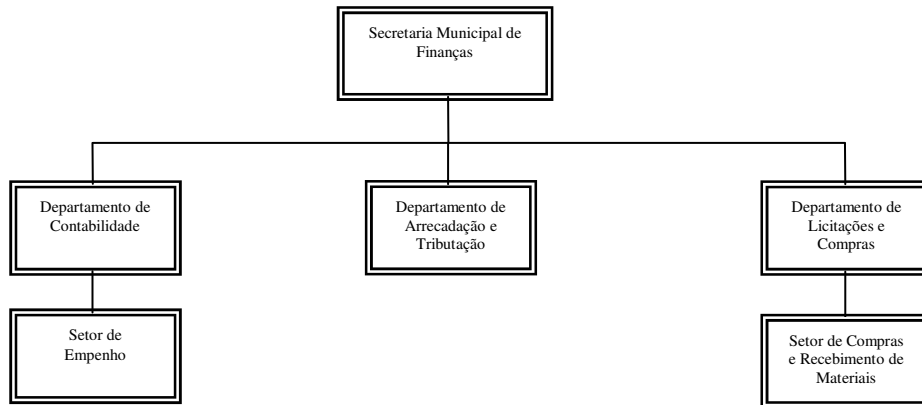 Secretaria Municipal de
Finanças
Departamento de
Contabilidade
Departamento de
Arrecadação e
Tributação
Departamento de
Licitações e
Compras
Setor de
Empenho
Setor de Compras
e Recebimento de
Materiais